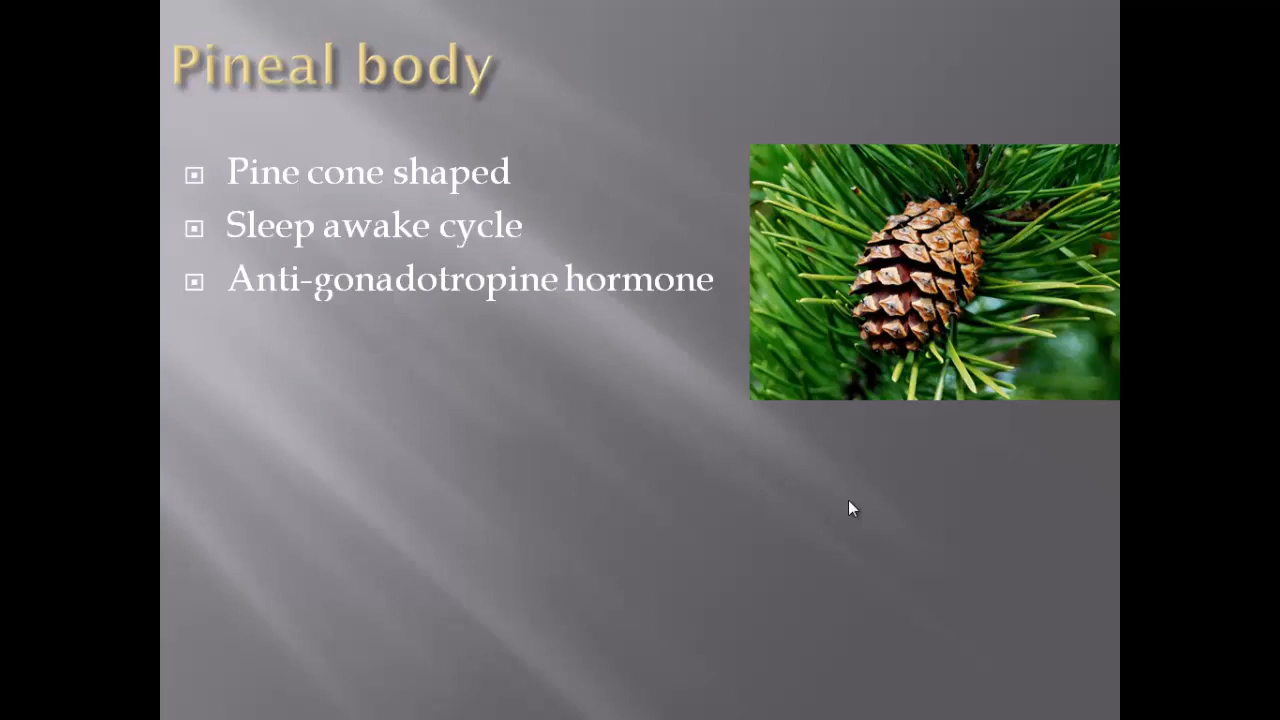 Pineal body
Pine cone shaped
Sleep awake cycle
Anti-gonadotropine hormone